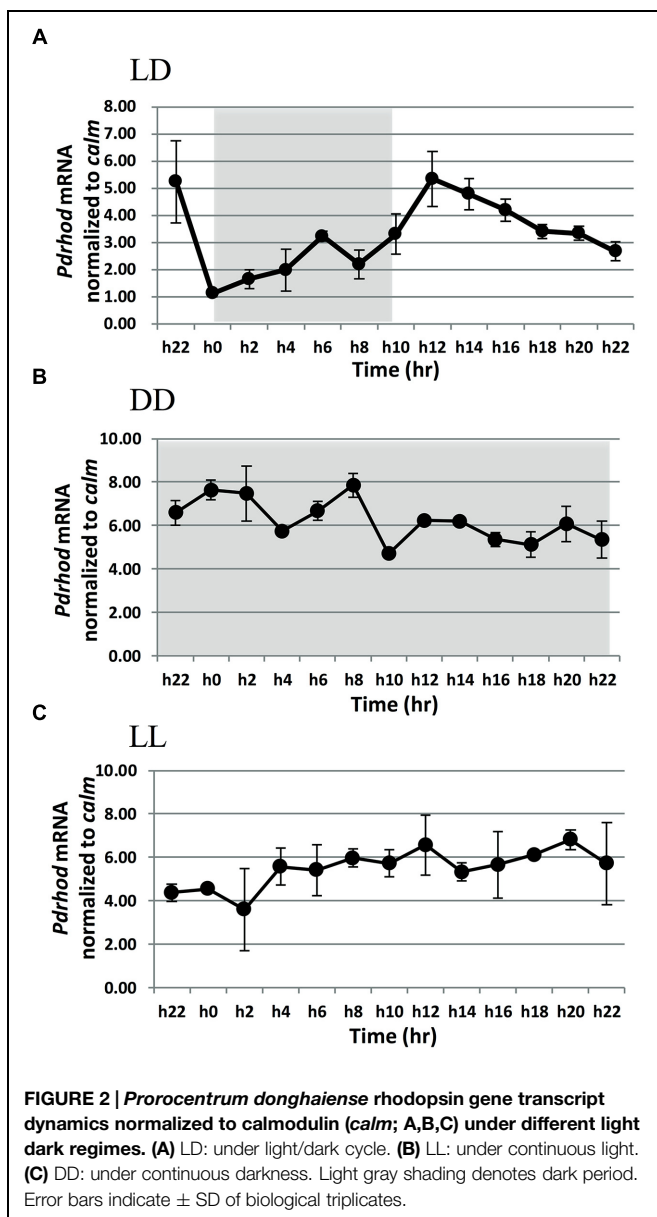 A
LD
Pdrhod mRNA
normalized to calm
8.00
7.00
6.00
5.00
4.00
3.00
2.00
1.00
0.00
h22 h0 h2 h4 h6 h8 h10 h12 h14 h16 h18 h20 h22
Time (hr)
B
DD
Pdrhod mRNA
normalized to calm
10.00
8.00
6.00
4.00
2.00
0.00
h22 h0 h2 h4 h6 h8 h10 h12 h14 h16 h18 h20 h22
Time (hr)
C
LL
Pdrhod mRNA
normalized to calm
10.00
8.00
6.00
4.00
2.00
0.00
h22 h0 h2 h4 h6 h8 h10 h12 h14 h16 h18 h20 h22
Time (hr)
FIGURE 2 | Prorocentrum donghaiense rhodopsin gene transcript
dynamics normalized to calmodulin (calm; A,B,C) under different light
dark regimes. (A) LD: under light/dark cycle. (B) LL: under continuous light.
(C) DD: under continuous darkness. Light gray shading denotes dark period.
Error bars indicate ± SD of biological triplicates.